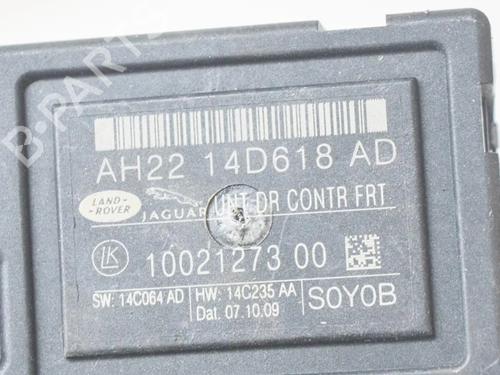 AH22 14D618 AD
LAND-
-ROVER
JAGUAR
UNT DR CONTR FRT
LK
10021273 00
SW: 14C064 AD
HW: 14C235 AA
Dat. 07.10.09
S0Y0B
B-PARTS